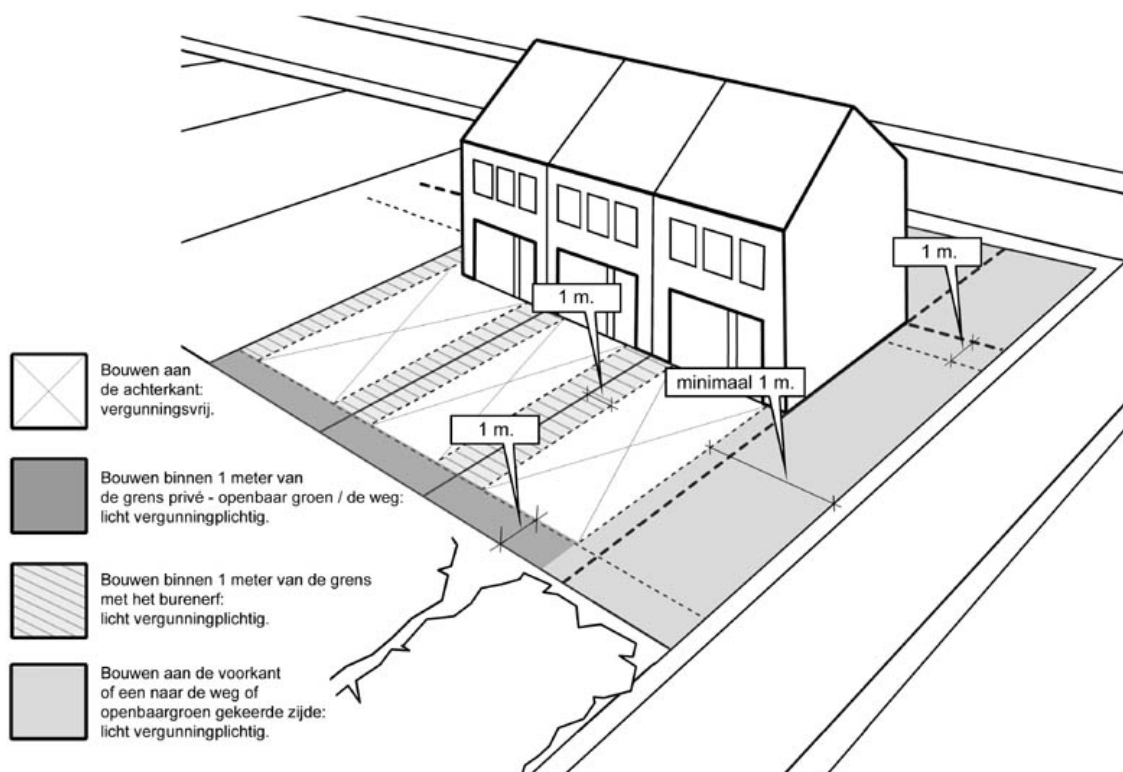 1 m.
1 m.
minimaal 1 m.
1 m.
Bouwen aan
de achterkant:
vergunningsvrij.
Bouwen binnen 1 meter van
de grens privé - openbaar groen / de weg:
licht vergunningplichtig.
Bouwen binnen 1 meter van de grens
met het burenerf:
licht vergunningplichtig.
Bouwen aan de voorkant
of een naar de weg of
openbaargroen gekeerde zijde:
licht vergunningplichtig.